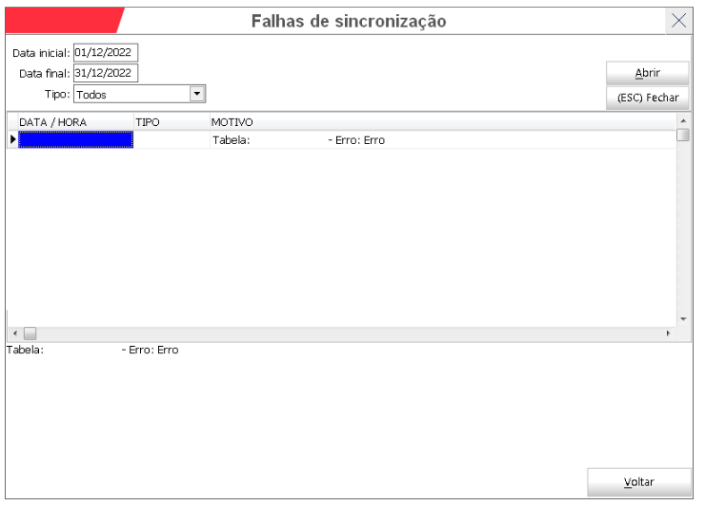 Falhas de sincronização
Data inicial: 01/12/2022
Data final: 31/12/2022
Tipo: Todos
Abrir
(ESC) Fechar
DATA / HORA TIPO MOTIVO
Tabela: - Erro: Erro
Tabela: - Erro: Erro
Voltar